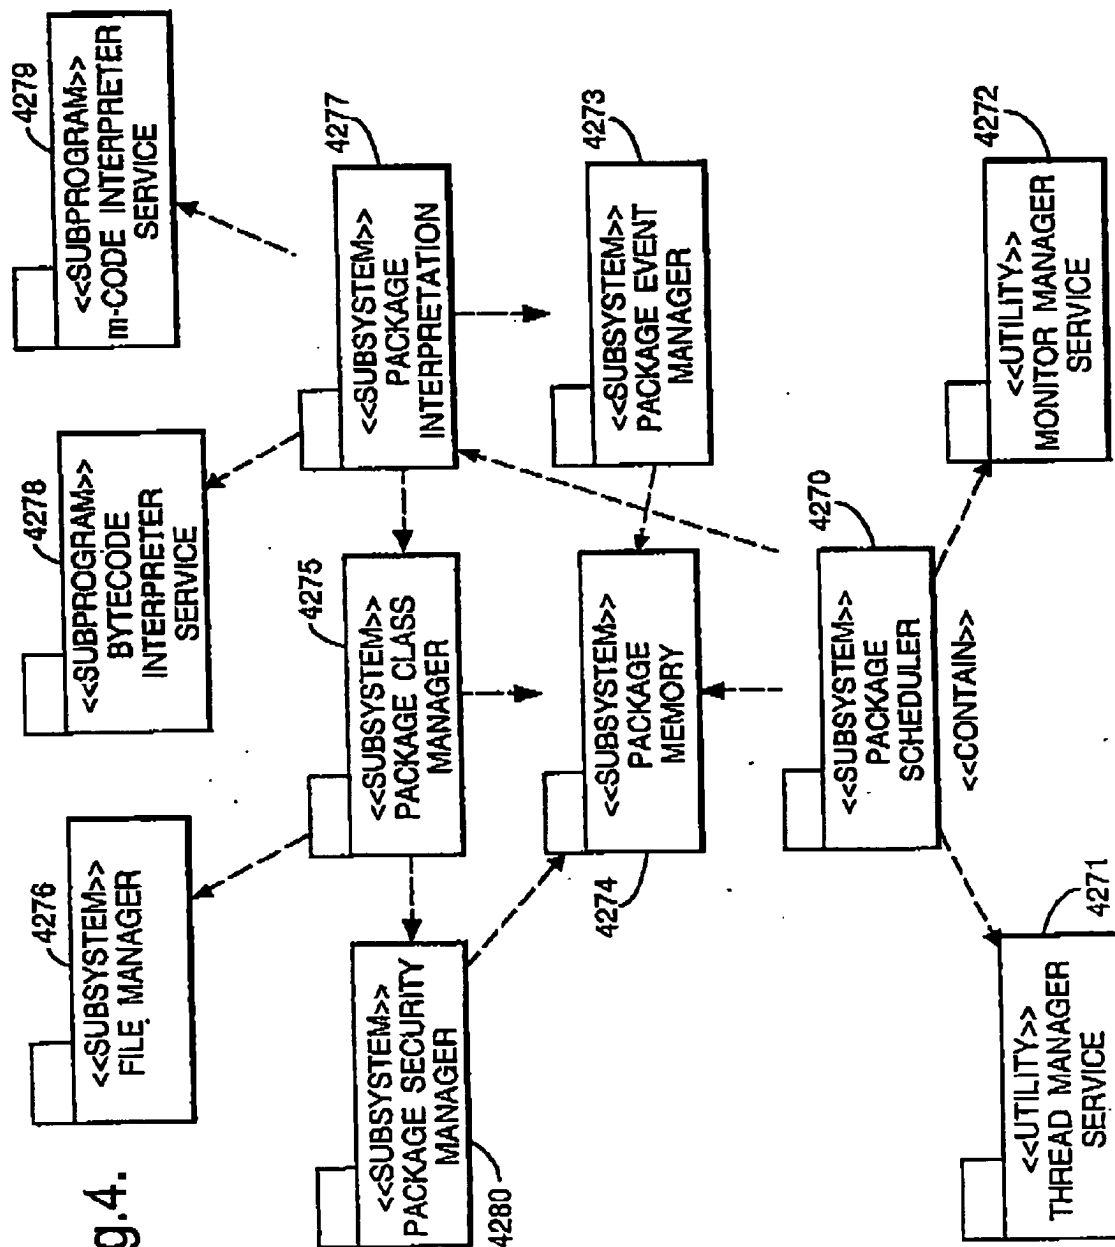 4276
<<SUBSYSTEM>>
FILE MANAGER
4278
<<SUBPROGRAM>>
BYTECODE
INTERPRETER
SERVICE
4279
<<SUBPROGRAM>>
m-CODE INTERPRETER
SERVICE
<<SUBSYSTEM>>
PACKAGE SECURITY
MANAGER
4280
4275
<<SUBSYSTEM>>
PACKAGE CLASS
MANAGER
4277
<<SUBSYSTEM>>
PACKAGE
INTERPRETATION
<<SUBSYSTEM>>
PACKAGE
MEMORY
4274
4273
<<SUBSYSTEM>>
PACKAGE EVENT
MANAGER
4270
<<SUBSYSTEM>>
PACKAGE
SCHEDULER
<<CONTAIN>>
4271
<<UTILITY>>
THREAD MANAGER
SERVICE
4272
<<UTILITY>>
MONITOR MANAGER
SERVICE
g.4.